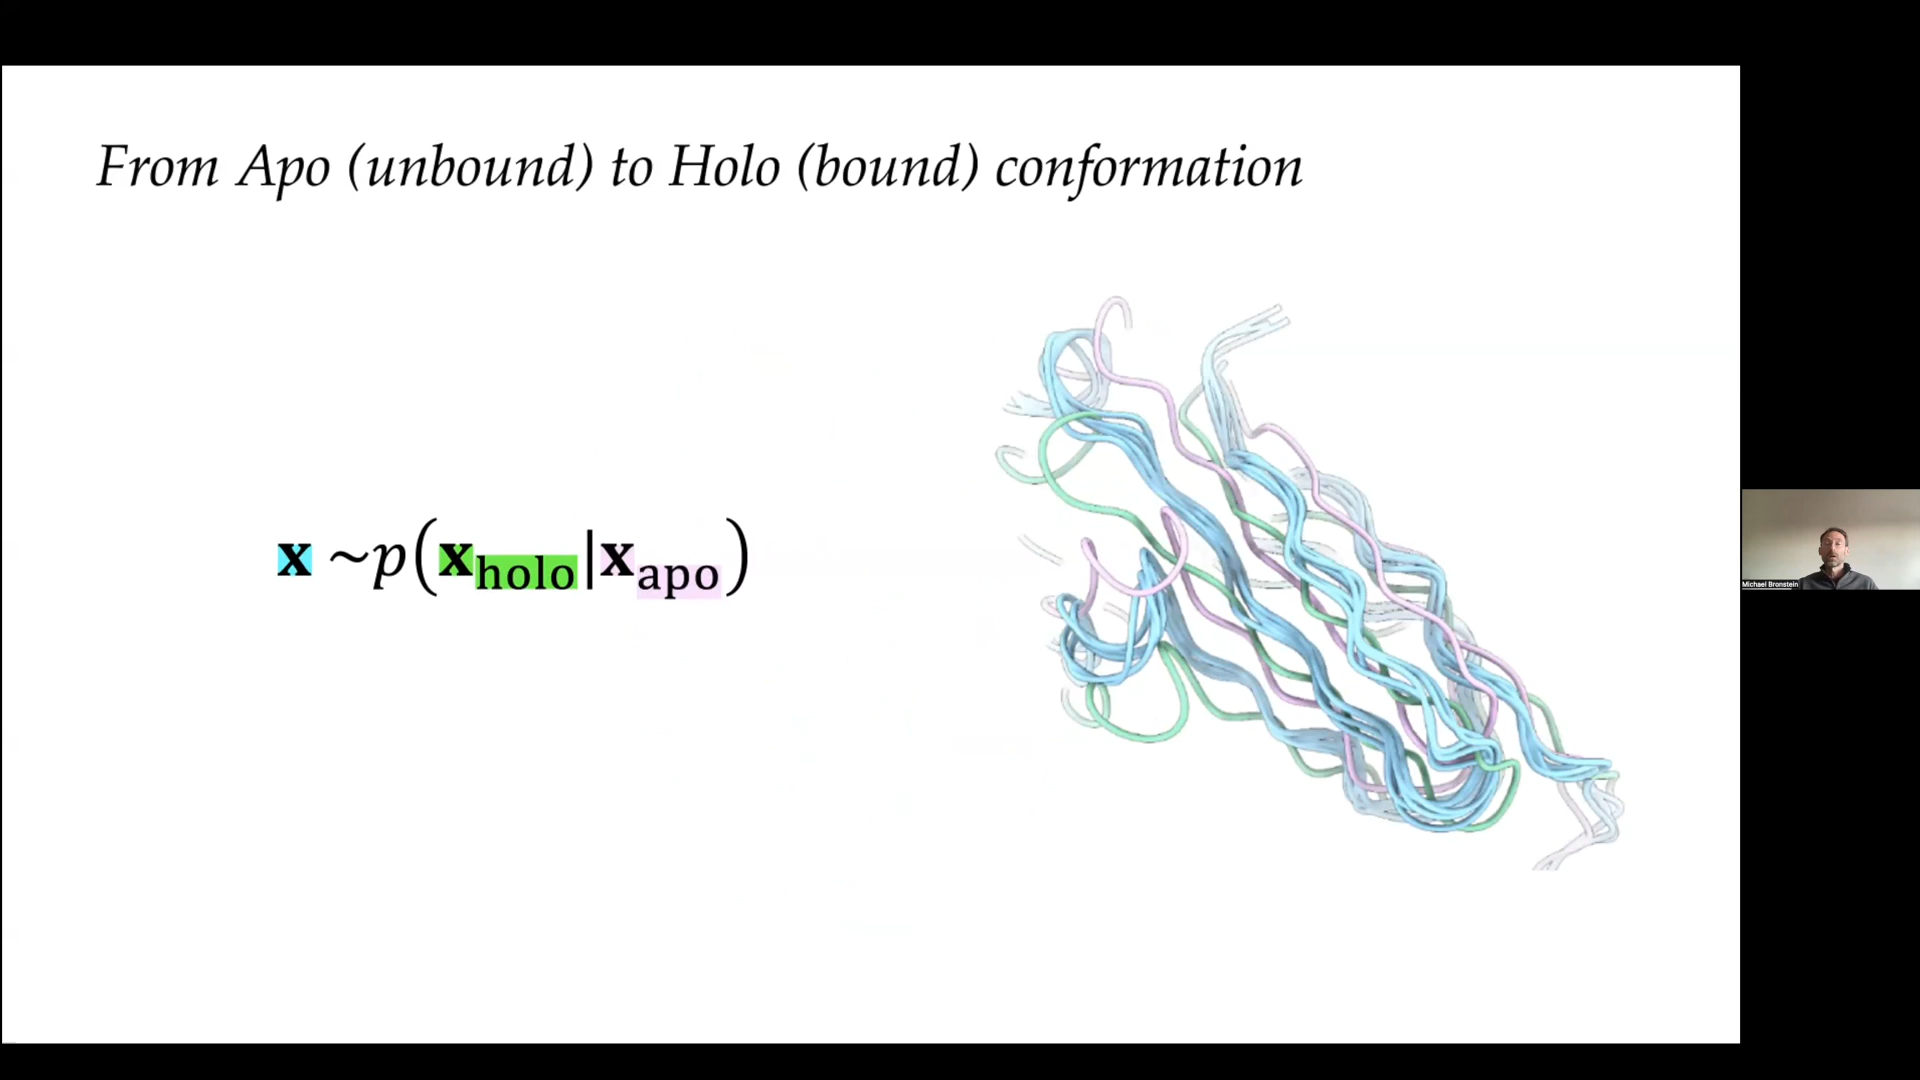 From Apo (unbound) to Holo (bound) conformation
x ~p(x_holo|x_apo)
Michael Bronstein